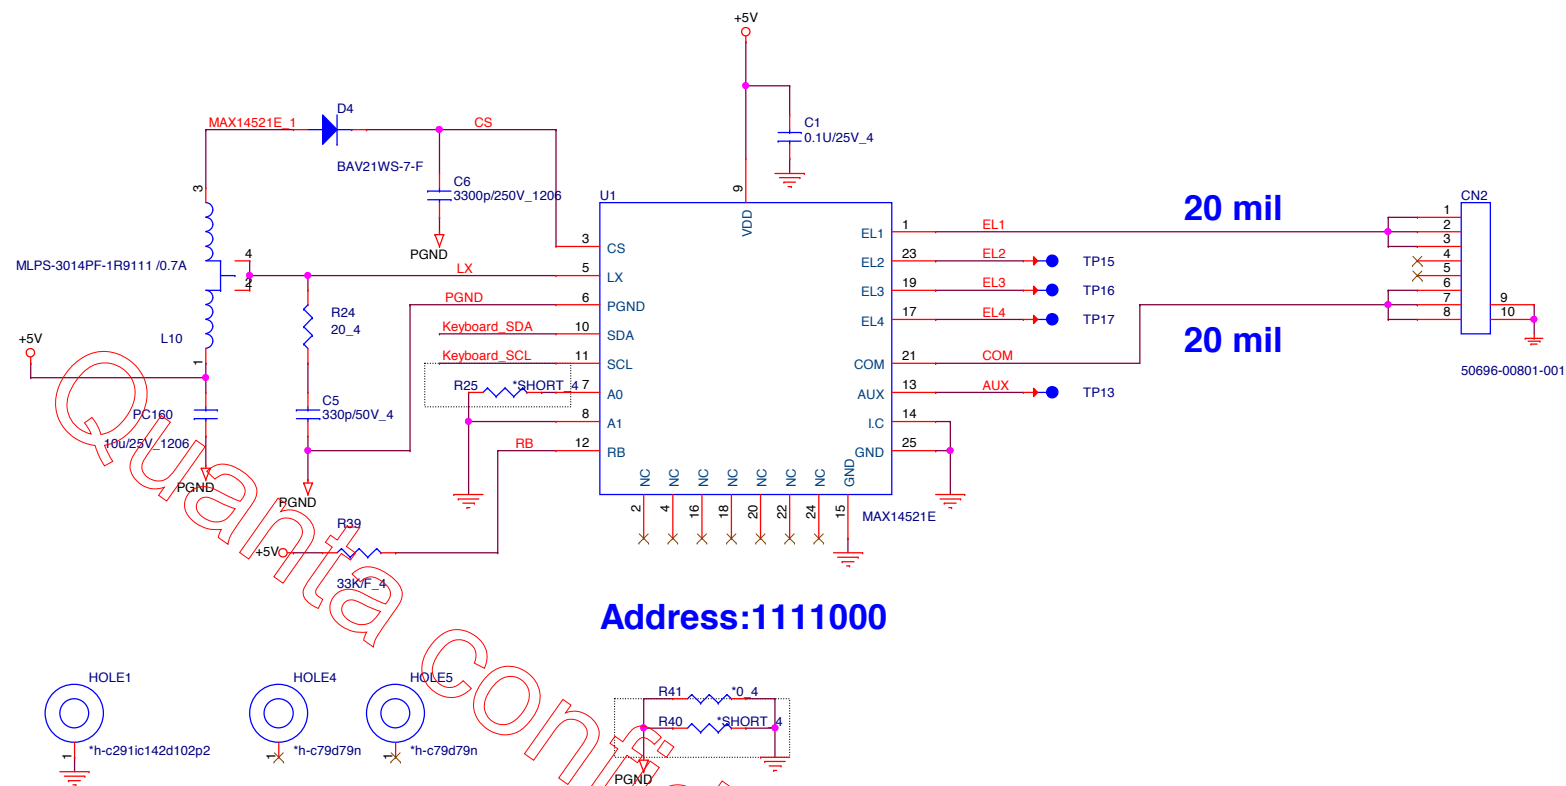 +5V
C1
0.1U/25V_4
MAX14521E_1
D4
BAV21WS-7-F
CS
C6
3300p/250V_1206
PGND
3
4
2
1
MLPS-3014PF-1R9111 /0.7A
L10
LX
PGND
Keyboard_SDA
Keyboard_SCL
R24
20_4
R25
*SHORT_4
+5V
PC160
10u/25V_1206
PGND
C5
330p/50V_4
PGND
RB
R39
+5V
33K/F_4
U1
9
VDD
3 CS
5 LX
6 PGND
10 SDA
11 SCL
7 A0
8 A1
12 RB
EL1 1 EL1
EL2 23 EL2 TP15
EL3 19 EL3 TP16
EL4 17 EL4 TP17
COM 21 COM
AUX 13 AUX TP13
I.C 14
GND 25
NC NC NC NC NC NC NC GND
2 4 16 18 20 22 24 15
MAX14521E
20 mil
20 mil
CN2
1
2
3
4
5
6
7
8
9
10
50696-00801-001
Address:1111000
HOLE1
1
*h-c291ic142d102p2
HOLE4
1
*h-c79d79n
HOLE5
1
*h-c79d79n
R41 *0_4
R40 *SHORT_4
PGND
Quanta